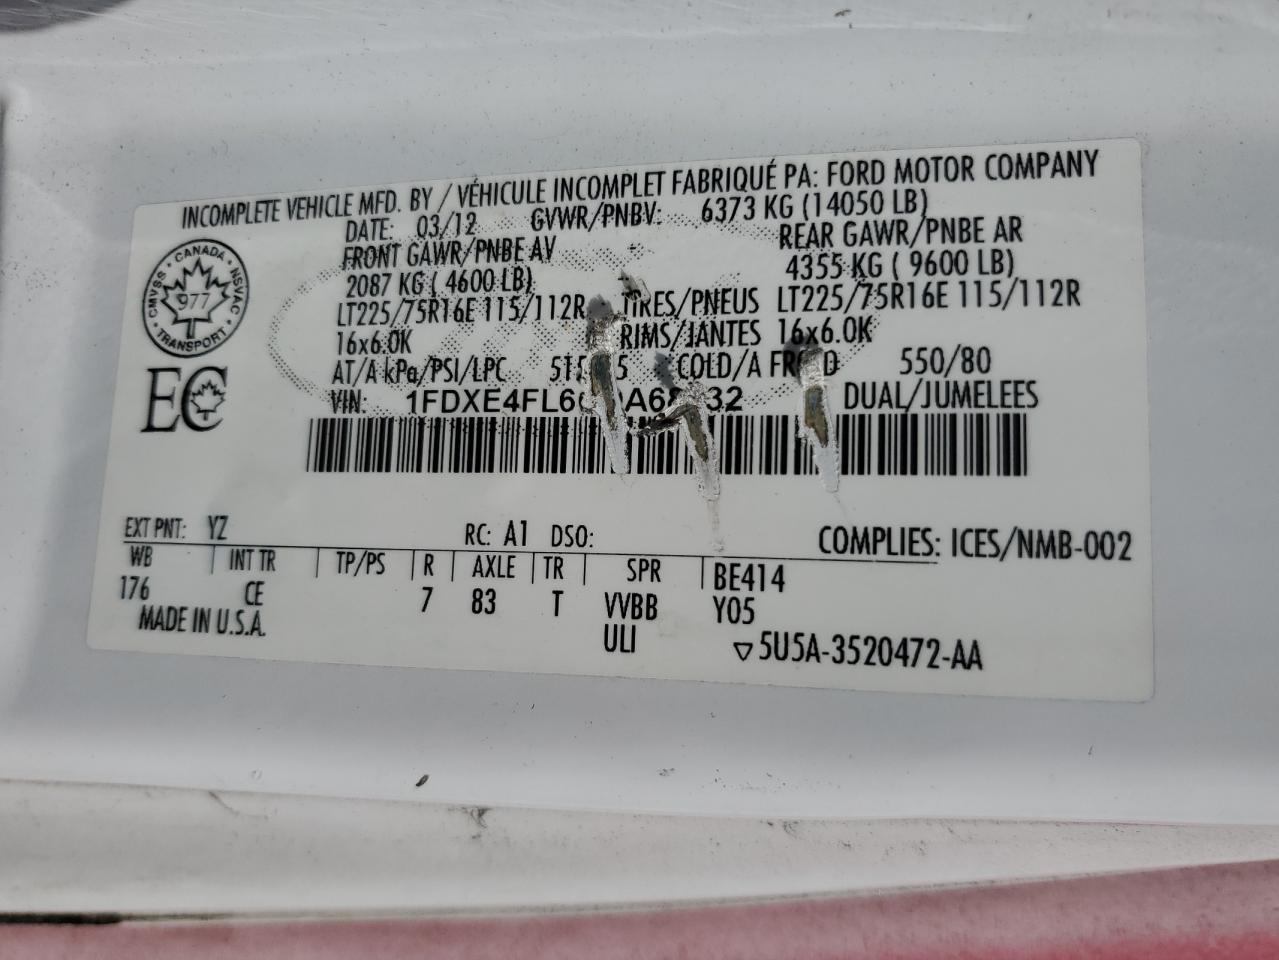 INCOMPLETE VEHICLE MFD. BY / VÉHICULE INCOMPLET FABRIQUÉ PA: FORD MOTOR COMPANY
DATE: 03/12 GVWR/PNBV: 6373 KG (14050 LB)
FRONT GAWR/PNBE AV REAR GAWR/PNBE AR
2087 KG ( 4600 LB) 4355 KG ( 9600 LB)
LT225/75R16E 115/112R TIRES/PNEUS LT225/75R16E 115/112R
16x6.0K RIMS/JANTES 16x6.0K
AT/A kPa/PSI/LPC COLD/A 550/80
VIN: DUAL/JUMELEES
CANADA
CMVSS NSVAC
977
TRANSPORT
EC
EXT PNT: YZ RC: A1 DSO: COMPLIES: ICES/NMB-002
WB INT TR TP/PS R AXLE TR SPR BE414
176 CE 7 83 T VVBB Y05
MADE IN U.S.A. ULI ▽5U5A-3520472-AA